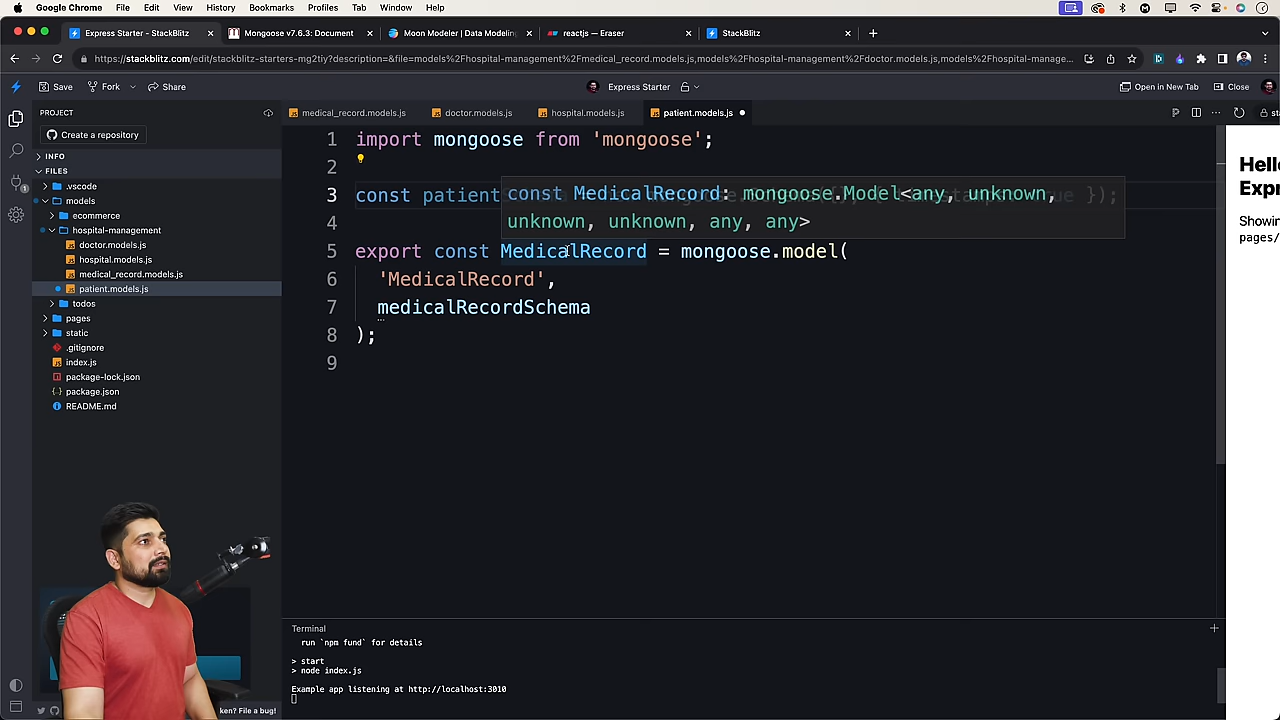 Google Chrome File Edit View History Bookmarks Profiles Tab Window Help
Express Starter - StackBlitz
Mongoose v7.6.3: Document
Moon Modeler | Data Modeling
reactjs — Eraser
StackBlitz
https://stackblitz.com/edit/stackblitz-starters-mg2tiy?description=&file=models%2Fhospital-management%2Fmedical_record.models.js,models%2Fhospital-management%2Fdoctor.models.js,models%2Fhospital-manage...
Save Fork Share
Express Starter
Open in New Tab Close
PROJECT
Create a repository
INFO
FILES
.vscode
models
ecommerce
hospital-management
doctor.models.js
hospital.models.js
medical_record.models.js
patient.models.js
todos
pages
static
.gitignore
index.js
package-lock.json
package.json
README.md
medical_record.models.js doctor.models.js hospital.models.js patient.models.js
1 import mongoose from 'mongoose';
2
3 const patient
const MedicalRecord: mongoose.Model<any, unknown,
unknown, unknown, any, any>
4
5 export const MedicalRecord = mongoose.model(
6 'MedicalRecord',
7 medicalRecordSchema
8 );
9
Hello
Showing
pages/
Terminal
run `npm fund` for details
> start
> node index.js
Example app listening at http://localhost:3010
ken? File a bug!